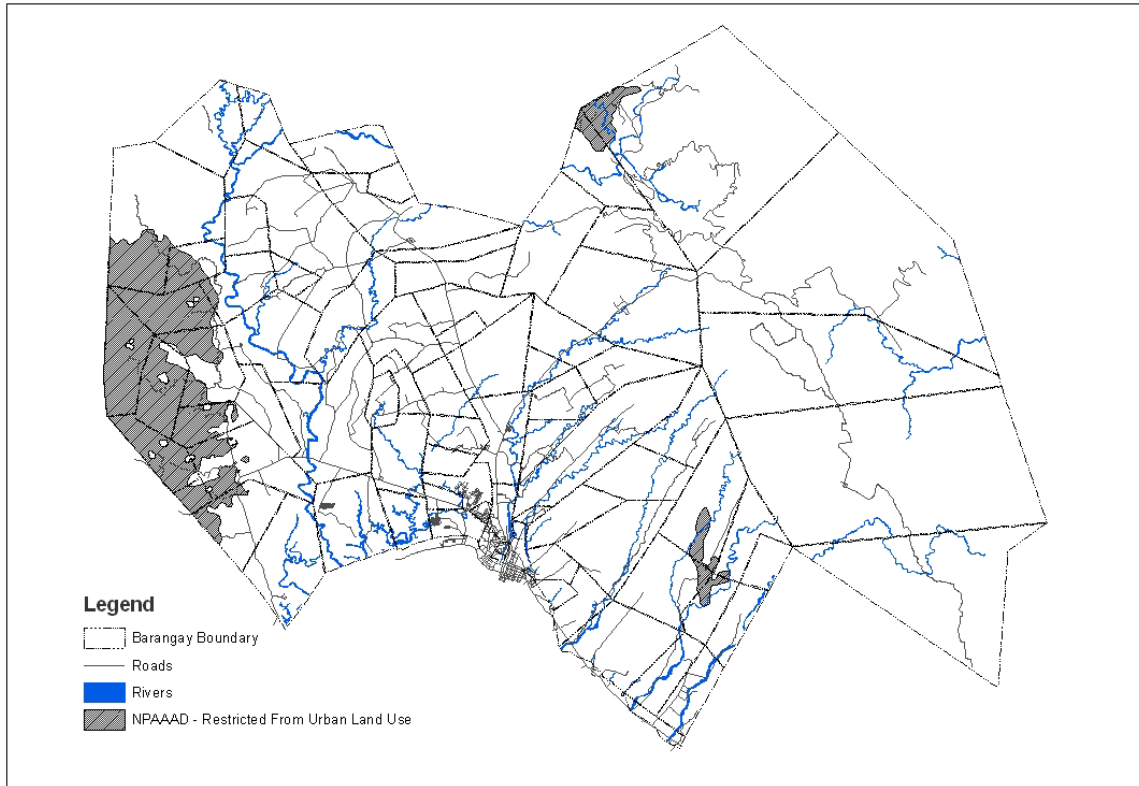 Legend
Barangay Boundary
Roads
Rivers
NPAAAD - Restricted From Urban Land Use